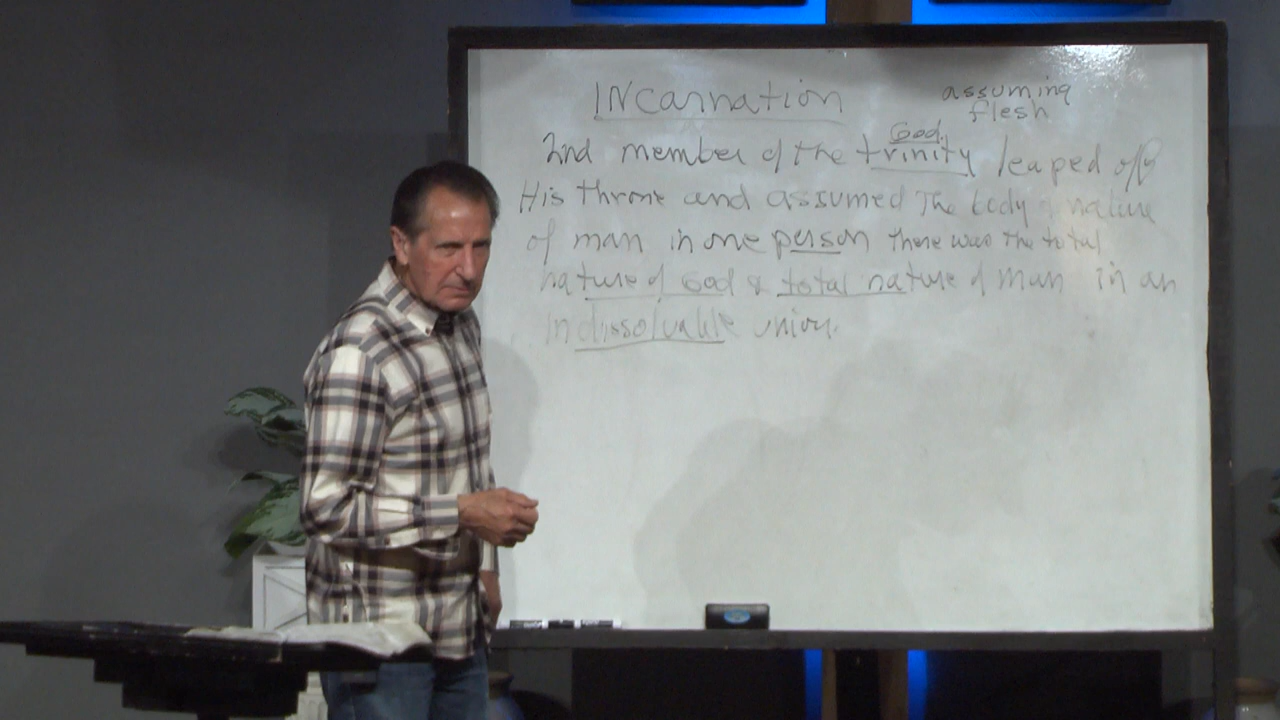 INcarnation
assuming
flesh
God
2nd member of the trinity leaped off
His throne and assumed The body & nature
of man in one person there was the total
nature of God & total nature of man in an
indissolvable union.